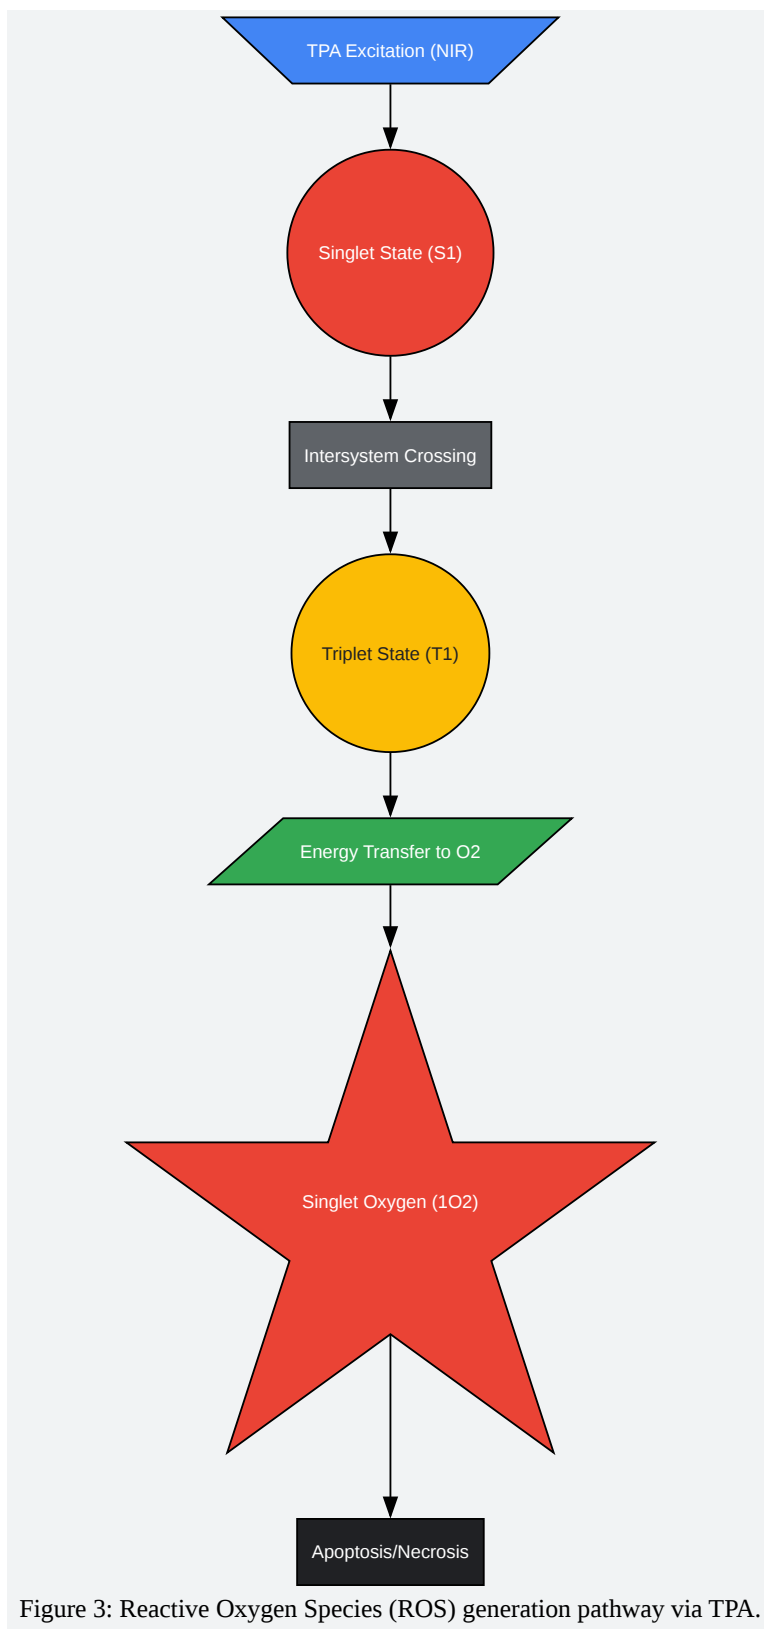 TPA Excitation (NIR)
Singlet State (S1)
Intersystem Crossing
Triplet State (T1)
Energy Transfer to O2
Singlet Oxygen (1O2)
Apoptosis/Necrosis
Figure 3: Reactive Oxygen Species (ROS) generation pathway via TPA.